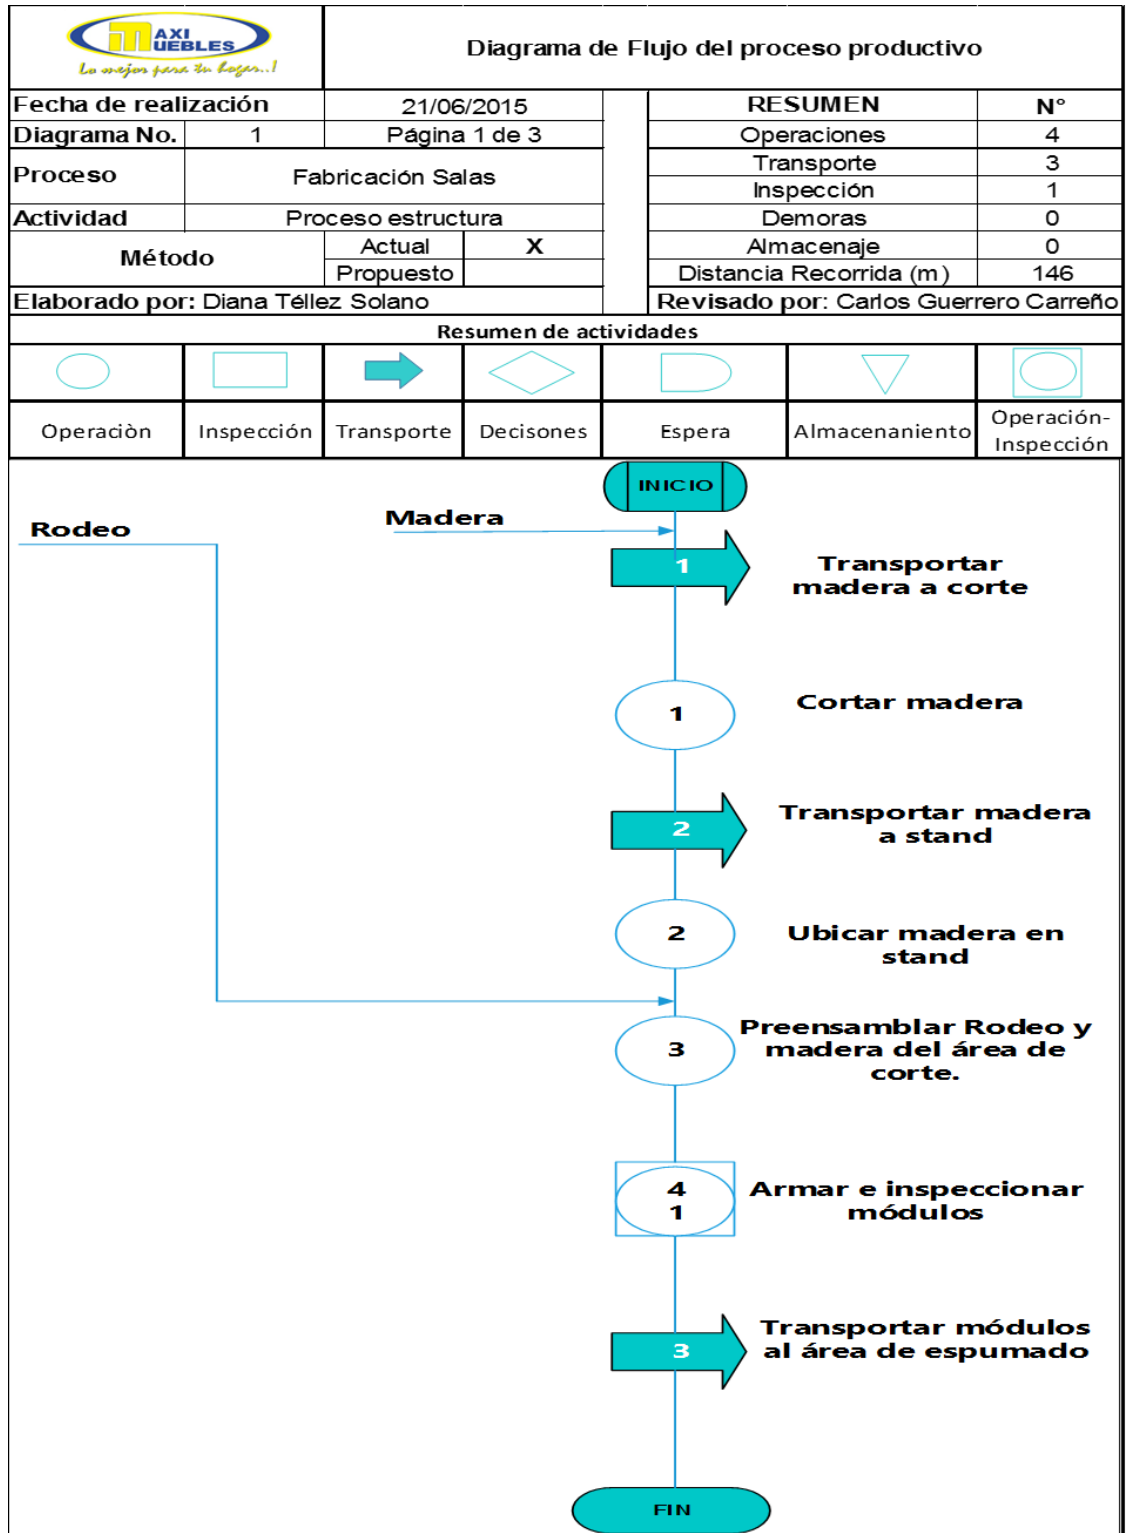 MAXI
MUEBLES
Lo mejor para tu hogar..!
Diagrama de Flujo del proceso productivo
Fecha de realización 21/06/2015
RESUMEN N°
Diagrama No. 1 Página 1 de 3
Operaciones 4
Proceso Fabricación Salas
Transporte 3
Inspección 1
Actividad Proceso estructura
Demoras 0
Método Actual X
Almacenaje 0
Propuesto
Distancia Recorrida (m) 146
Elaborado por: Diana Téllez Solano
Revisado por: Carlos Guerrero Carreño
Resumen de actividades
Operaciòn
Inspección
Transporte
Decisones
Espera
Almacenaniento
Operación-
Inspección
INICIO
Rodeo
Madera
1
Transportar
madera a corte
1
Cortar madera
2
Transportar madera
a stand
2
Ubicar madera en
stand
3
Preensamblar Rodeo y
madera del área de
corte.
4
1
Armar e inspeccionar
módulos
3
Transportar módulos
al área de espumado
FIN